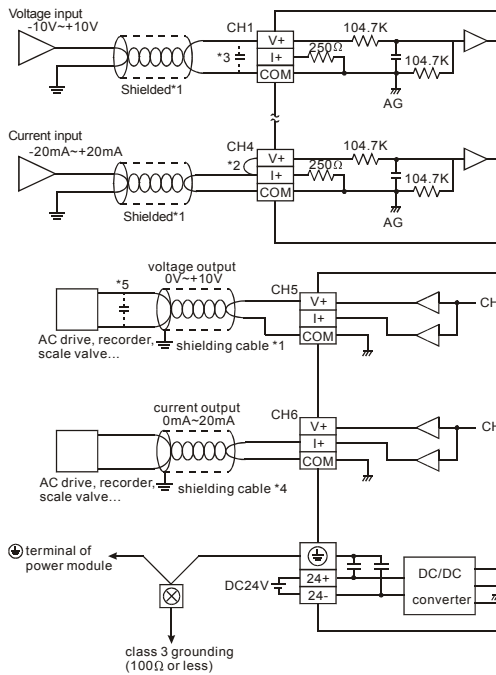 Voltage input
-10V~+10V
CH1
V+
I+
COM
*3
250Ω
104.7K
104.7K
AG
Shielded*1
Current input
-20mA~+20mA
CH4
*2
V+
I+
COM
250Ω
104.7K
104.7K
AG
Shielded*1
voltage output
0V~+10V
*5
CH5
V+
I+
COM
CH
AC drive, recorder,
scale valve...
shielding cable *1
current output
0mA~20mA
CH6
V+
I+
COM
CH
AC drive, recorder,
scale valve...
shielding cable *4
terminal of
power module
DC24V
24+
24-
DC/DC
converter
class 3 grounding
(100Ω or less)